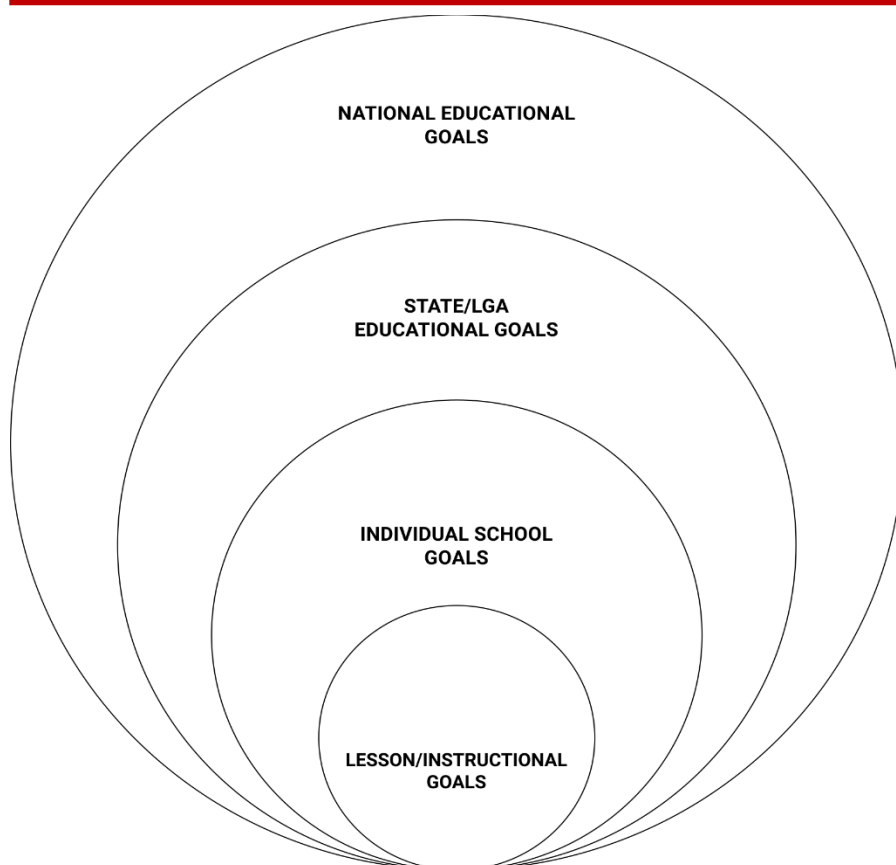 NATIONAL EDUCATIONAL
GOALS
STATE/LGA
EDUCATIONAL GOALS
INDIVIDUAL SCHOOL
GOALS
LESSON/INSTRUCTIONAL
GOALS